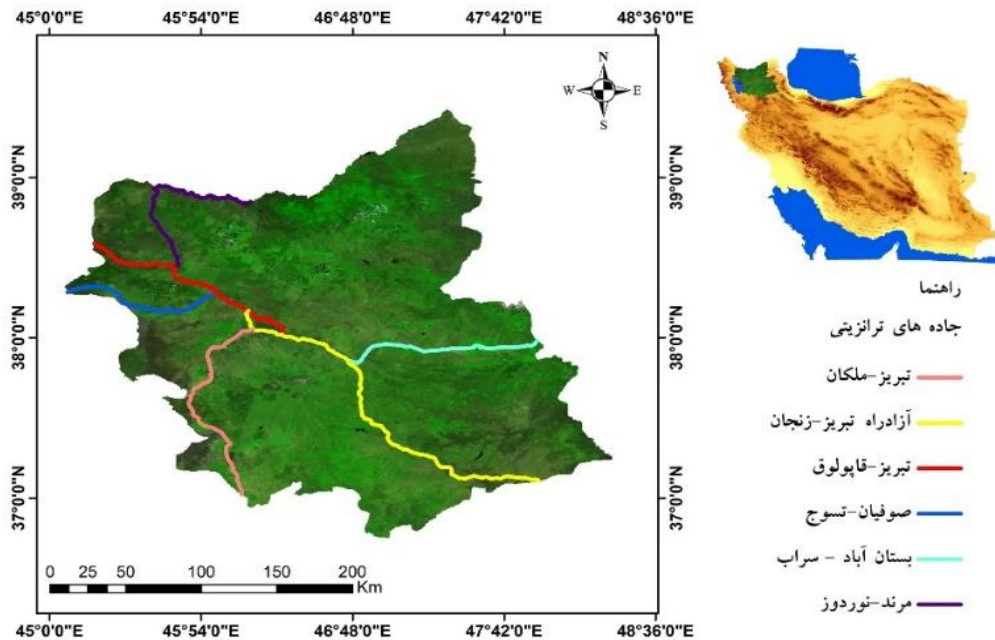 45°0'0"E 45°54'0"E 46°48'0"E 47°42'0"E 48°36'0"E
N
W E
S
39°0'0"N 39°0'0"N
38°0'0"N 38°0'0"N
37°0'0"N 37°0'0"N
0 25 50 100 150 200
Km
45°0'0"E 45°54'0"E 46°48'0"E 47°42'0"E 48°36'0"E
راهنما
جاده های ترانزیتی
تبریز-ملکان
آزادراه تبریز-زنجان
تبریز-قاپولوق
صوفیان-تسوج
بستان آباد - سراب
مرند-نوردوز